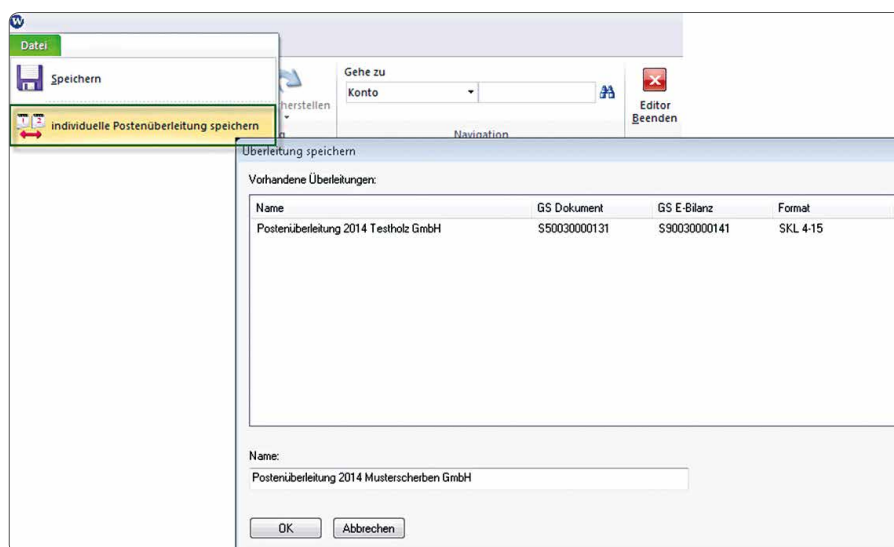 W
Datei
Speichern
individuelle Postenüberleitung speichern
herstellen
Gehe zu
Konto
Navigation
Editor
Beenden
Überleitung speichern
Vorhandene Überleitungen:
Name GS Dokument GS E-Bilanz Format
Postenüberleitung 2014 Testholz GmbH S50030000131 S90030000141 SKL 4-15
Name:
Postenüberleitung 2014 Musterscherben GmbH
OK Abbrechen